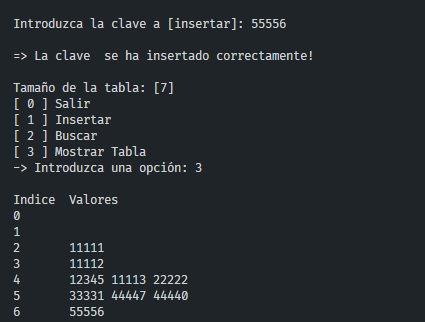 Introduzca la clave a [insertar]: 55556
=> La clave  se ha insertado correctamente!
Tamaño de la tabla: [7]
[ 0 ] Salir
[ 1 ] Insertar
[ 2 ] Buscar
[ 3 ] Mostrar Tabla
-> Introduzca una opción: 3
Indice  Valores
0
1
2       11111
3       11112
4       12345 11113 22222
5       33331 44447 44440
6       55556